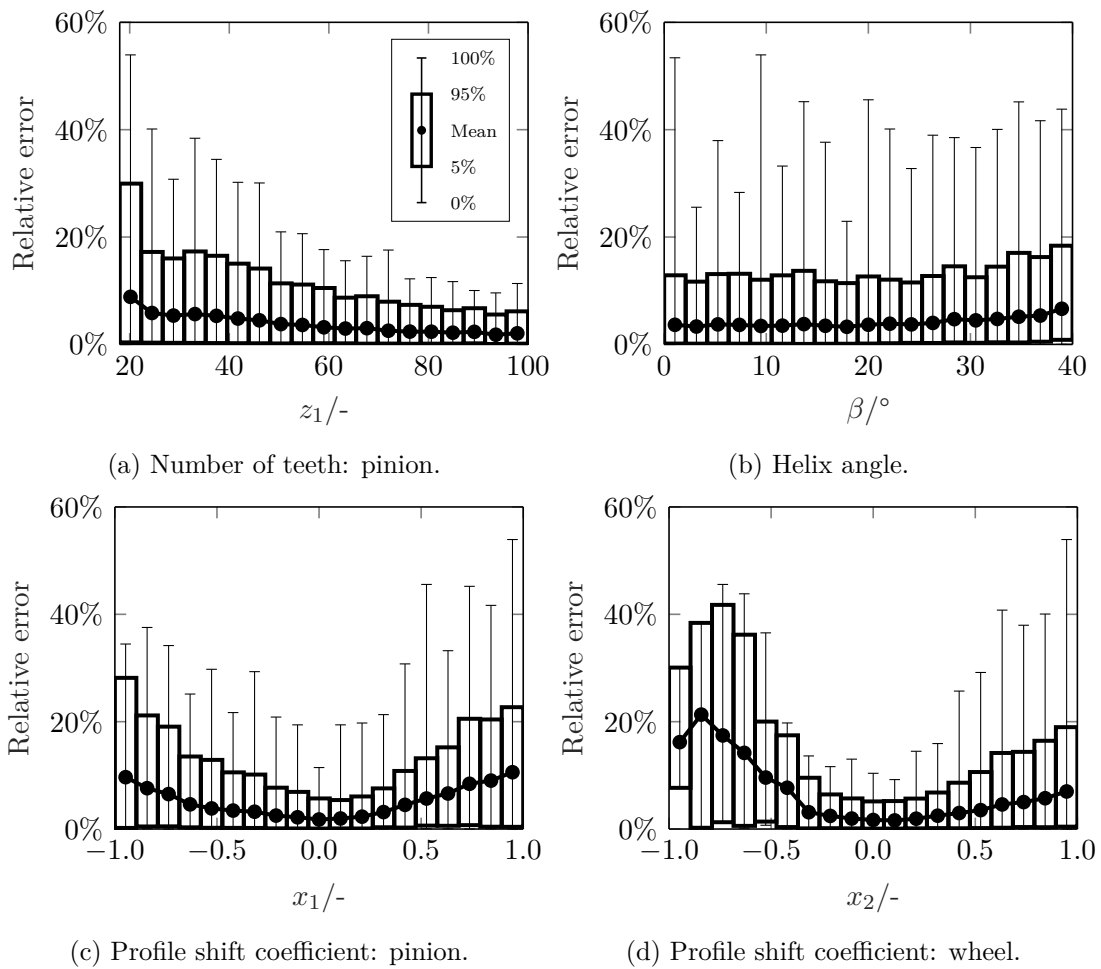 60%
40%
20%
0%
Relative error
100%
95%
Mean
5%
0%
20 40 60 80 100
z₁/-
(a) Number of teeth: pinion.
60%
40%
20%
0%
Relative error
0 10 20 30 40
β/°
(b) Helix angle.
60%
40%
20%
0%
Relative error
−1.0 −0.5 0.0 0.5 1.0
x₁/-
(c) Profile shift coefficient: pinion.
60%
40%
20%
0%
Relative error
−1.0 −0.5 0.0 0.5 1.0
x₂/-
(d) Profile shift coefficient: wheel.